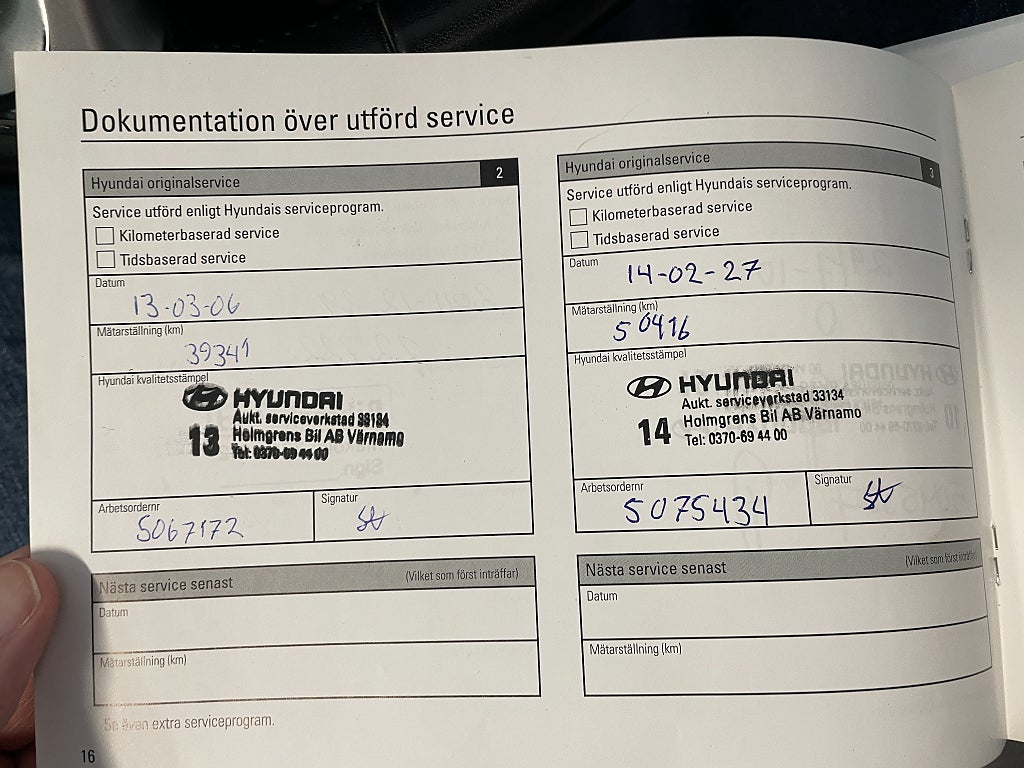 Dokumentation över utförd service
Hyundai originalservice 2
Service utförd enligt Hyundais serviceprogram.
Kilometerbaserad service
Tidsbaserad service
Datum
13-03-06
Mätarställning (km)
39341
Hyundai kvalitetsstämpel
HYUNDAI
Aukt. serviceverkstad 33134
13 Holmgrens Bil AB Värnamo
Tel: 0370-69 44 00
Arbetsordernr
5067172
Signatur
Nästa service senast (Vilket som först inträffar)
Datum
Mätarställning (km)
Se även extra serviceprogram.
16
Hyundai originalservice 3
Service utförd enligt Hyundais serviceprogram.
Kilometerbaserad service
Tidsbaserad service
Datum
14-02-27
Mätarställning (km)
50416
Hyundai kvalitetsstämpel
HYUNDAI
Aukt. serviceverkstad 33134
14 Holmgrens Bil AB Värnamo
Tel: 0370-69 44 00
Arbetsordernr
5075434
Signatur
Nästa service senast (Vilket som först inträffar)
Datum
Mätarställning (km)